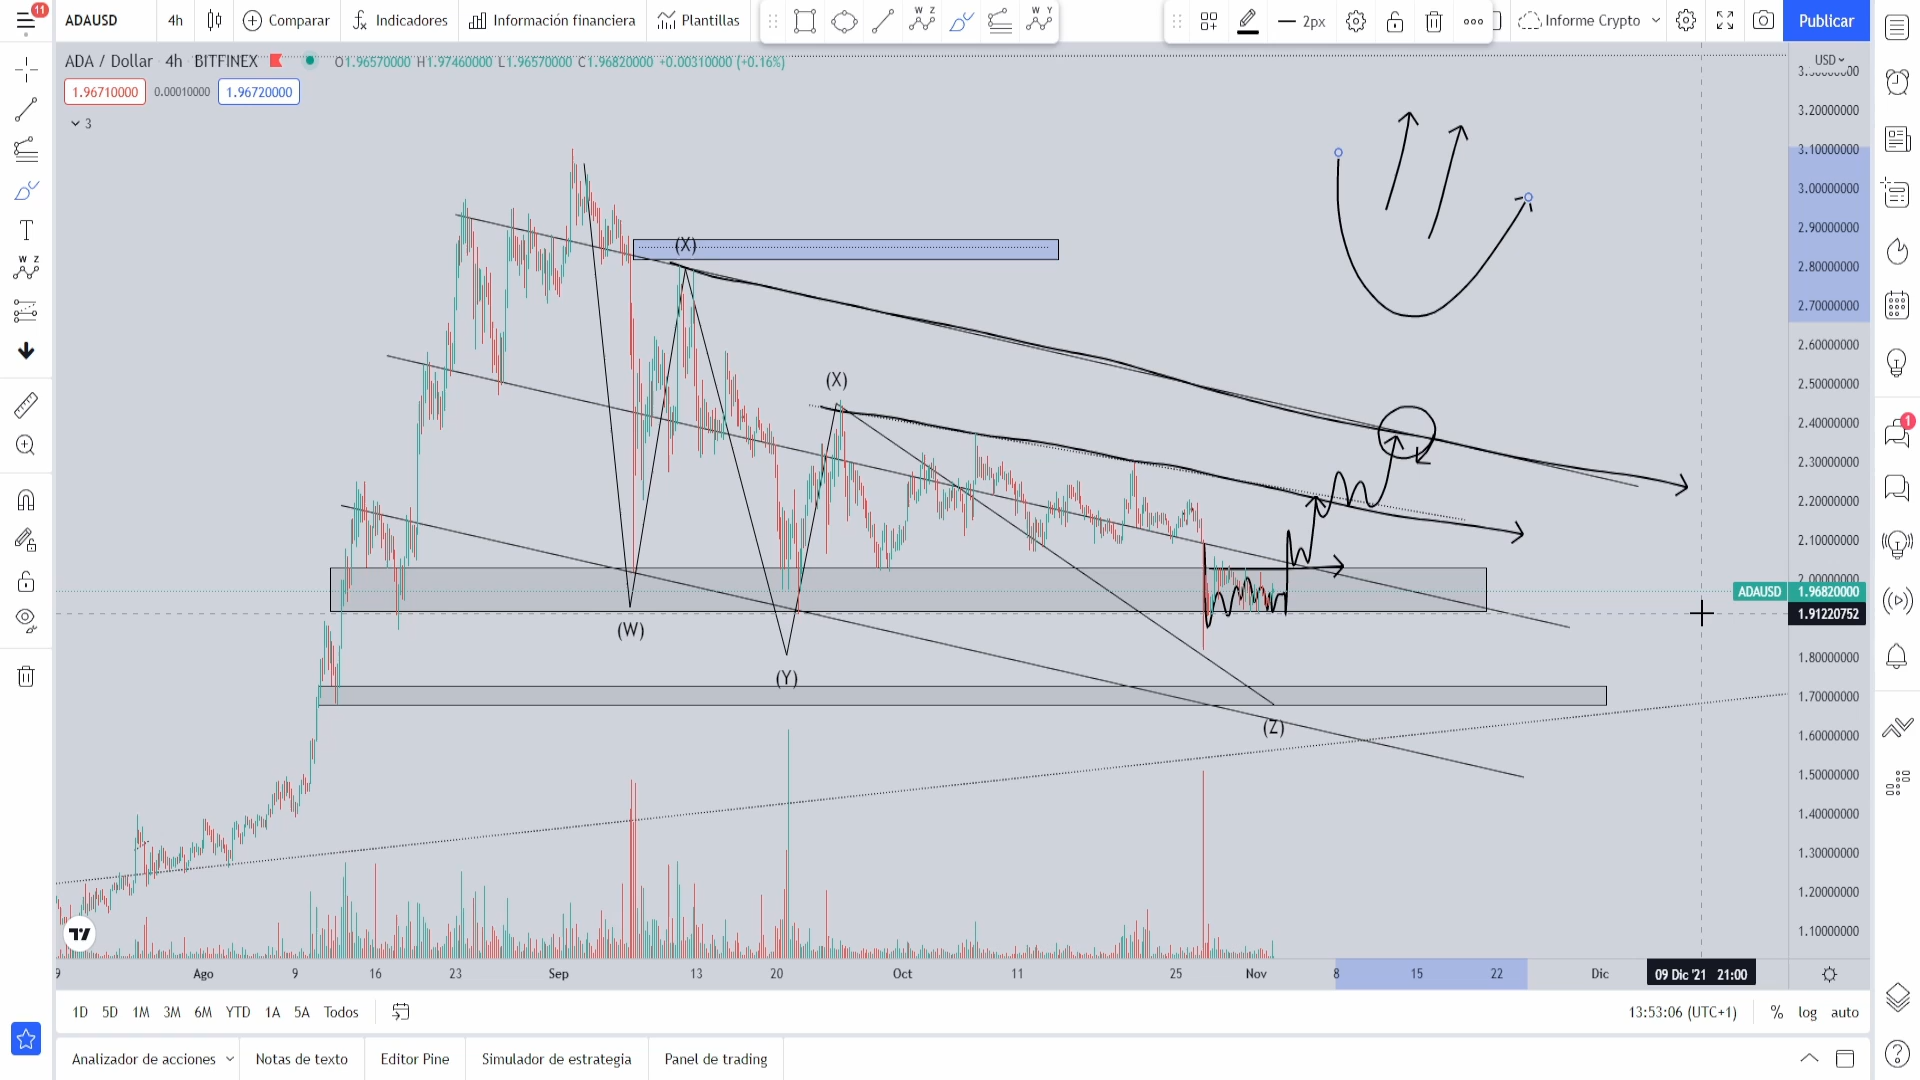 11
ADAUSD
4h
Comparar
Indicadores
Información financiera
Plantillas
W Z
W Y
2px
Informe Crypto
Publicar
ADA / Dollar 4h BITFINEX
O1.96570000 H1.97460000 L1.96570000 C1.96820000 +0.00310000 (+0.16%)
USD
1.96710000
0.00010000
1.96720000
3
3.20000000
3.10000000
3.00000000
2.90000000
2.80000000
2.70000000
2.60000000
2.50000000
2.40000000
2.30000000
2.20000000
2.10000000
2.00000000
ADAUSD 1.96820000
1.91220752
1.80000000
1.70000000
1.60000000
1.50000000
1.40000000
1.30000000
1.20000000
1.10000000
(X)
(X)
(W)
(Y)
(Z)
T
W Z
1
9
Ago
9
16
23
Sep
13
20
Oct
11
25
Nov
8
15
22
Dic
09 Dic '21 21:00
1D
5D
1M
3M
6M
YTD
1A
5A
Todos
13:53:06 (UTC+1)
%
log
auto
Analizador de acciones
Notas de texto
Editor Pine
Simulador de estrategia
Panel de trading